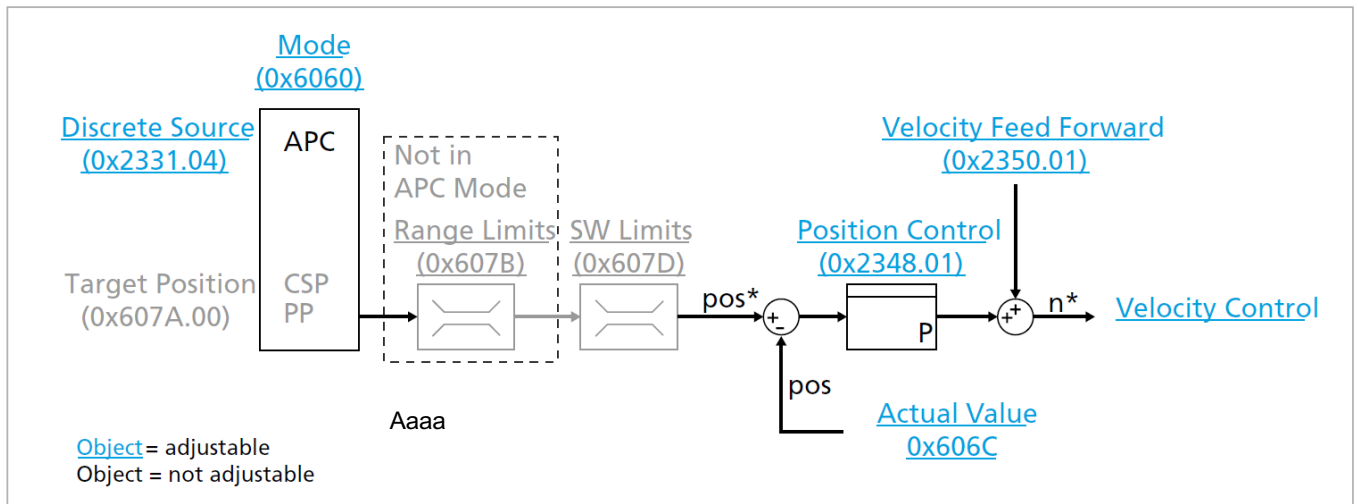 Mode
(0x6060)
Discrete Source
(0x2331.04)
APC
Not in
APC Mode
Velocity Feed Forward
(0x2350.01)
Range Limits
(0x607B)
SW Limits
(0x607D)
Position Control
(0x2348.01)
Target Position
(0x607A.00)
CSP
PP
pos*
+
-
P
+
+
n*
Velocity Control
pos
Aaaa
Actual Value
0x606C
Object = adjustable
Object = not adjustable